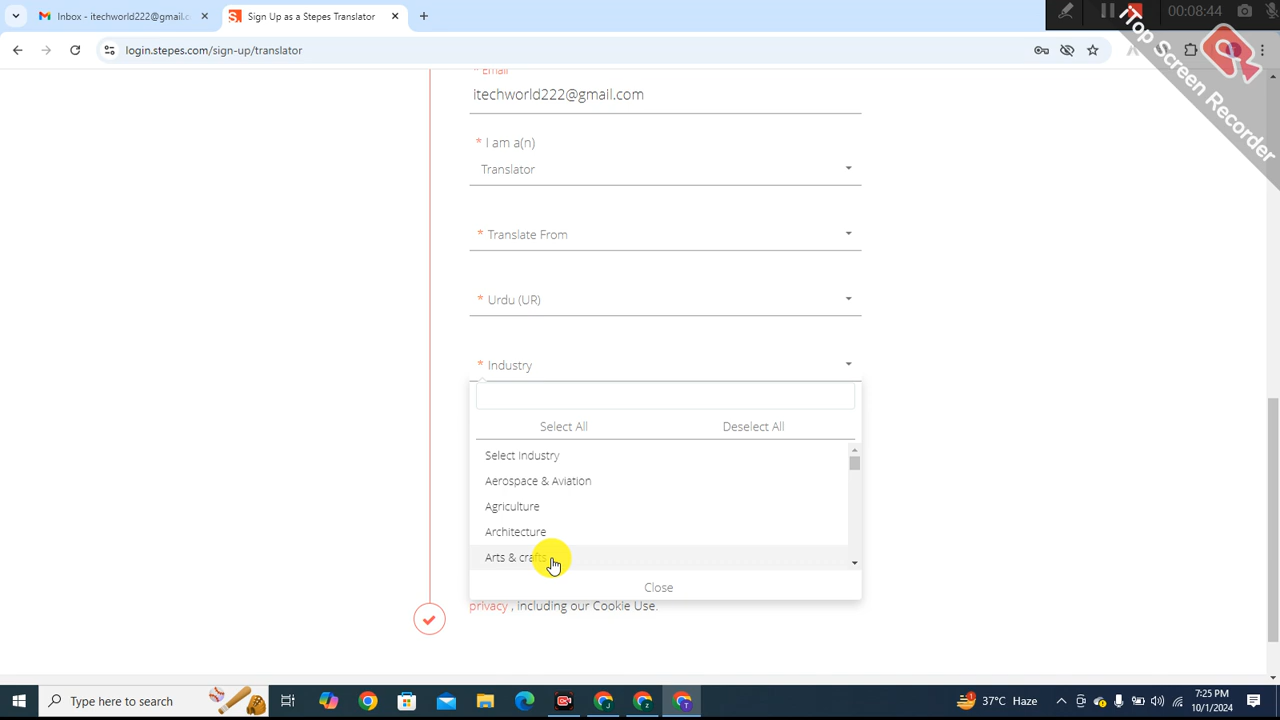 Inbox - itechworld222@gmail.c
Sign Up as a Stepes Translator
00:08:44
login.stepes.com/sign-up/translator
iTop Screen Recorder
* Email
itechworld222@gmail.com
* I am a(n)
Translator
* Translate From
* Urdu (UR)
* Industry
Select All Deselect All
Select Industry
Aerospace & Aviation
Agriculture
Architecture
Arts & crafts
Close
privacy , including our Cookie Use.
Type here to search
37°C Haze
7:25 PM
10/1/2024